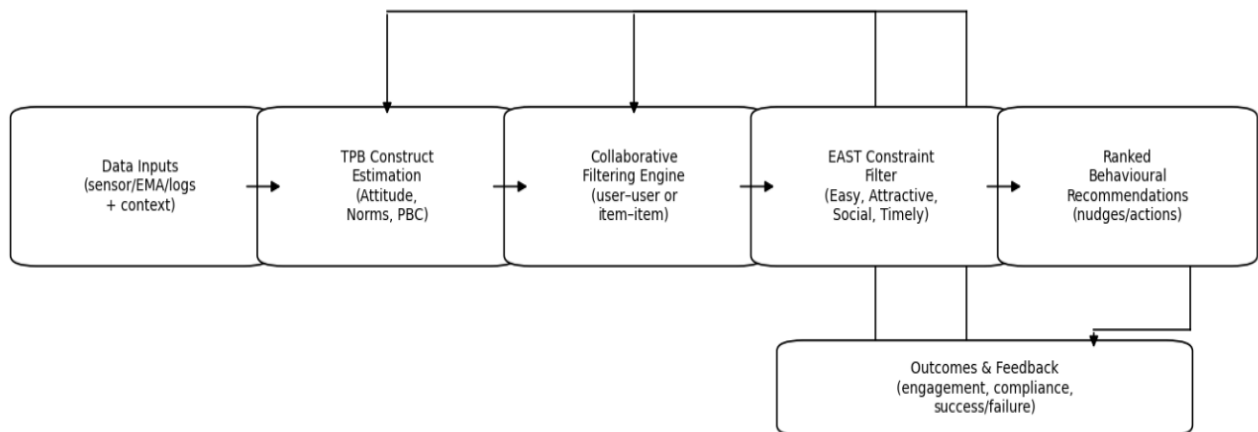 Data Inputs
(sensor/EMA/logs
+ context)
TPB Construct
Estimation
(Attitude,
Norms, PBC)
Collaborative
Filtering Engine
(user–user or
item–item)
EAST Constraint
Filter
(Easy, Attractive,
Social, Timely)
Ranked
Behavioural
Recommendations
(nudges/actions)
Outcomes & Feedback
(engagement, compliance,
success/failure)